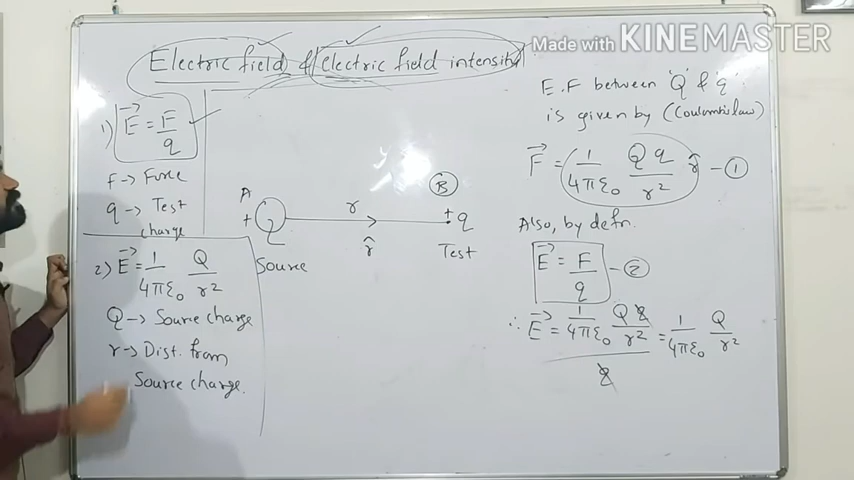 Electric field & electric field intensity
Made with KINEMASTER
1) E⃗ = F/q
F → Force
q → Test charge
2) E⃗ = 1/4πε₀ Q/r²
Q → Source charge
r → Dist. from
Source charge.
A
+ Q
Source
r
r̂
B
+ q
Test
E.F between 'Q' & 'q'
is given by (Coulomb's law)
F⃗ = 1/4πε₀ Qq/r² r̂ — ①
Also, by defn.
E⃗ = F/q — ②
∴ E⃗ = 1/4πε₀ Qq/r² / q = 1/4πε₀ Q/r²